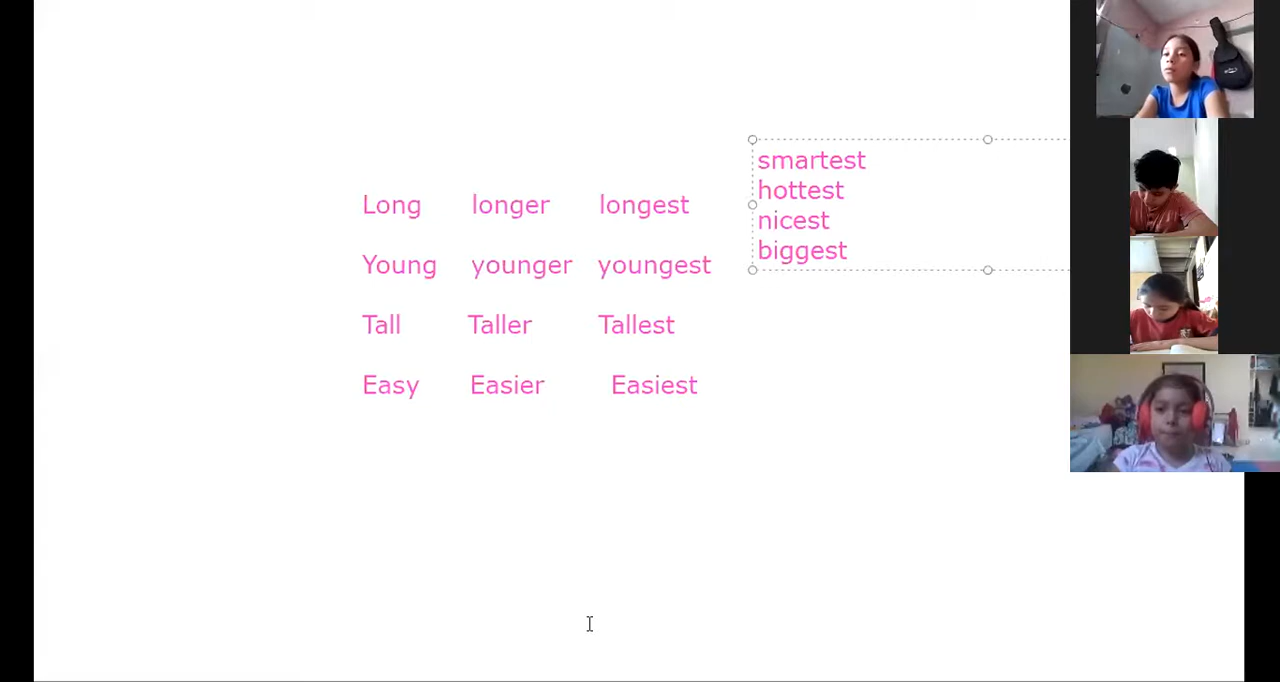 smartest
hottest
nicest
biggest
Long longer longest
Young younger youngest
Tall Taller Tallest
Easy Easier Easiest